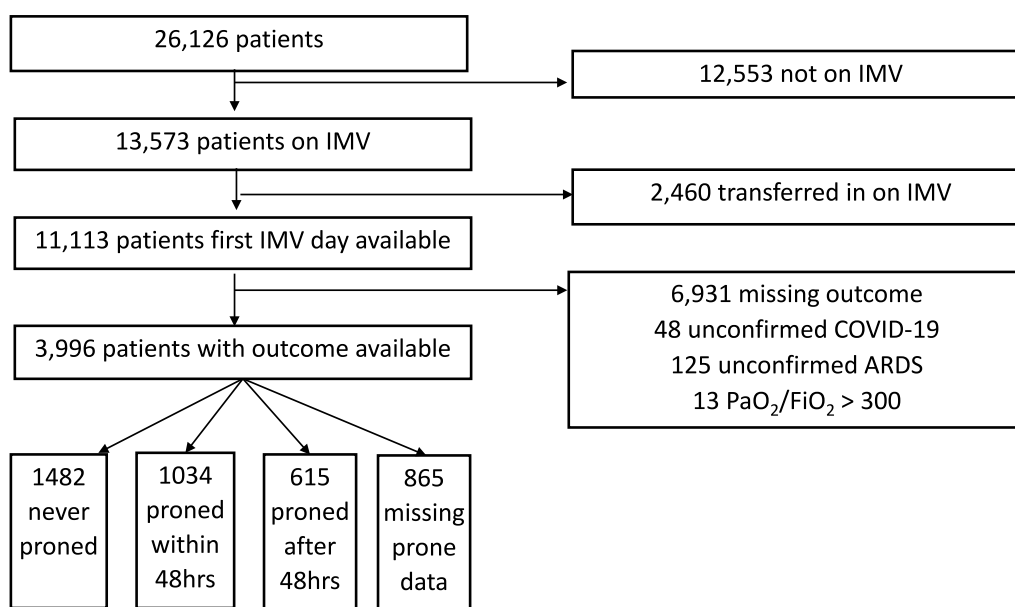 26,126 patients
12,553 not on IMV
13,573 patients on IMV
2,460 transferred in on IMV
11,113 patients first IMV day available
6,931 missing outcome
48 unconfirmed COVID-19
125 unconfirmed ARDS
13 PaO₂/FiO₂ > 300
3,996 patients with outcome available
1482
never
proned
1034
proned
within
48hrs
615
proned
after
48hrs
865
missing
prone
data